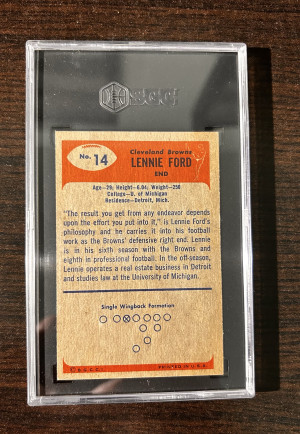 SGC
No. 14
Cleveland Browns
LENNIE FORD
END
Age—29; Height—6.04; Weight—250
College—U. of Michigan
Residence—Detroit, Mich.
"The result you get from any endeavor depends
upon the effort you put into it," is Lennie Ford's
philosophy and he carries it into his football
work as the Browns' defensive right end. Lennie
is in his sixth season with the Browns and
eighth in professional football. In the off-season,
Lennie operates a real estate business in Detroit
and studies law at the University of Michigan.
Single Wingback Formation
PRINTED IN U.S.A.